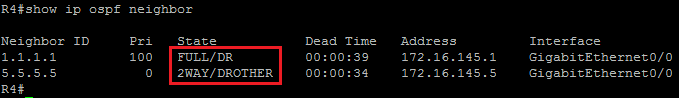 R4#show ip ospf neighbor
Neighbor ID     Pri   State           Dead Time   Address         Interface
1.1.1.1         100   FULL/DR         00:00:39    172.16.145.1    GigabitEthernet0/0
5.5.5.5           0   2WAY/DROTHER    00:00:34    172.16.145.5    GigabitEthernet0/0
R4#